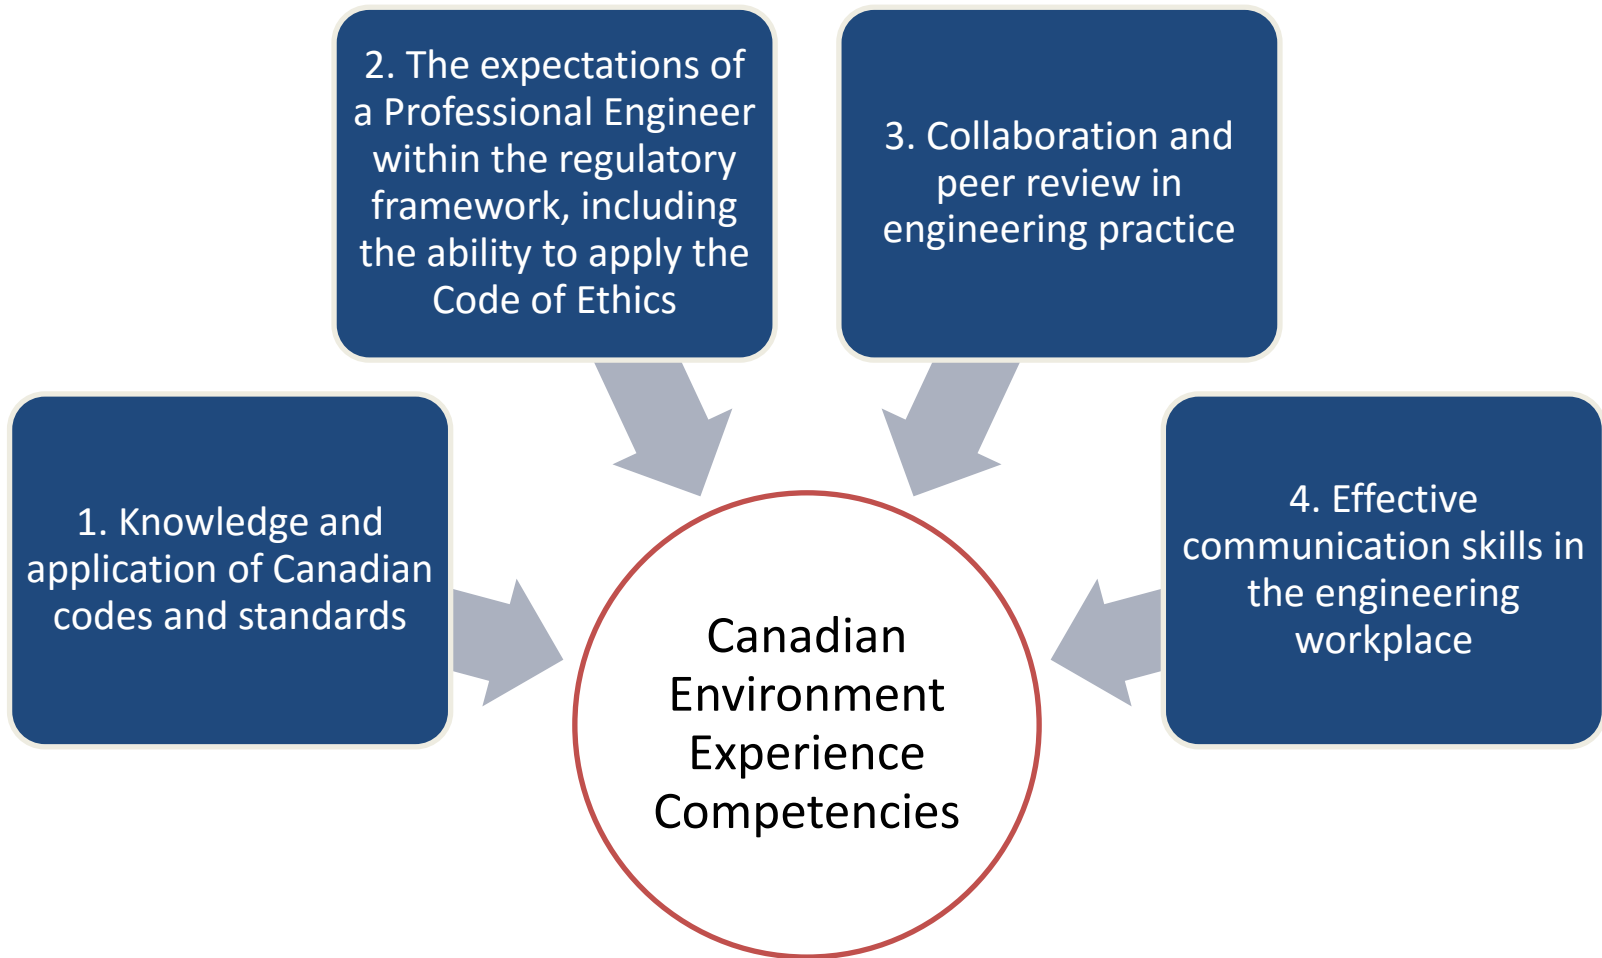 1. Knowledge and
application of Canadian
codes and standards
2. The expectations of
a Professional Engineer
within the regulatory
framework, including
the ability to apply the
Code of Ethics
3. Collaboration and
peer review in
engineering practice
4. Effective
communication skills in
the engineering
workplace
Canadian
Environment
Experience
Competencies